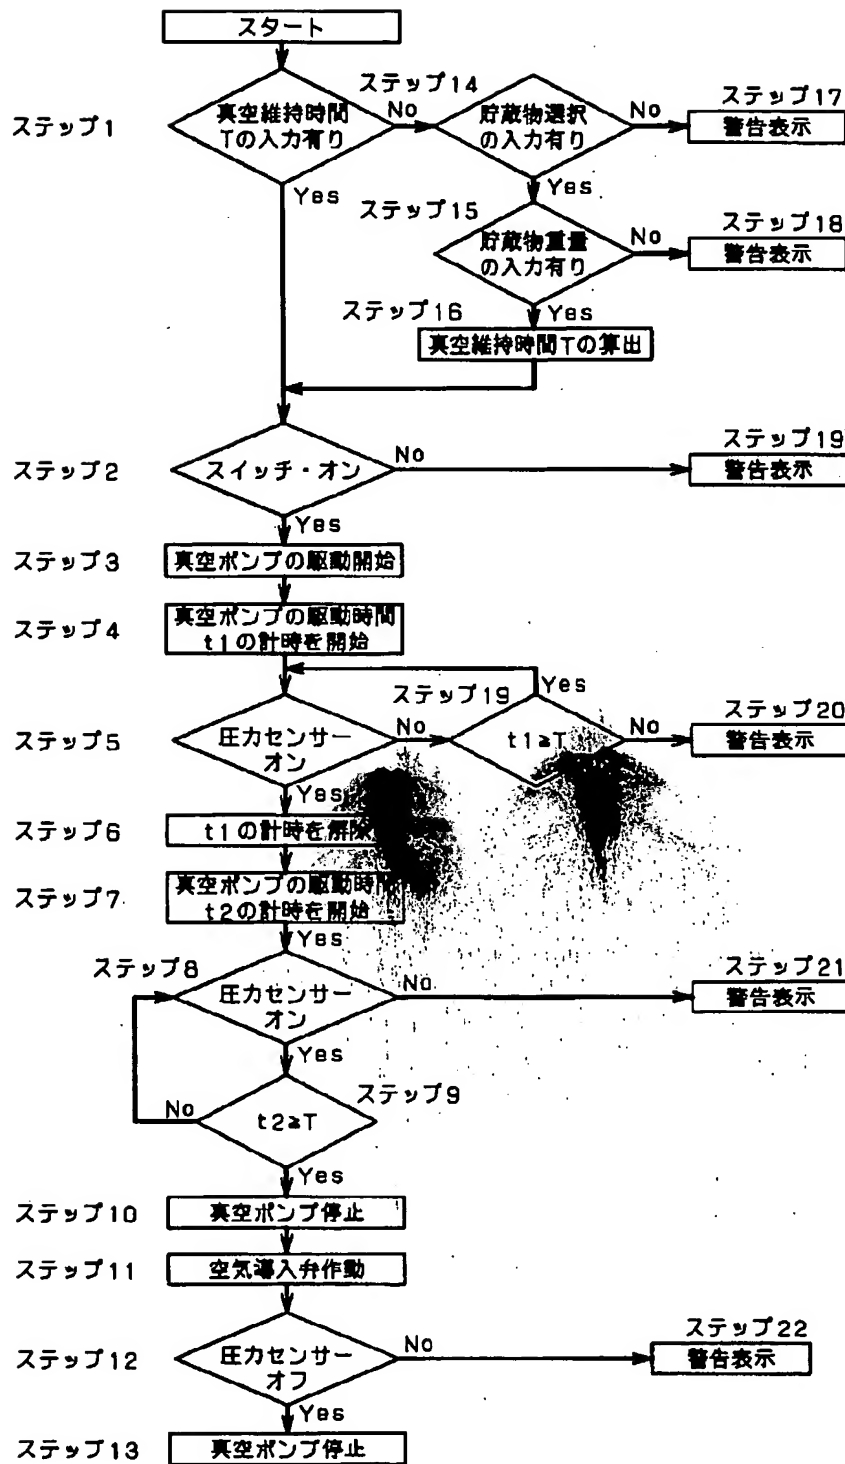 スタート
ステップ1
真空維持時間
Tの入力有り
No
Yes
ステップ14
貯蔵物選択
の入力有り
No
Yes
ステップ17
警告表示
ステップ15
貯蔵物重量
の入力有り
No
Yes
ステップ18
警告表示
ステップ16
真空維持時間Tの算出
ステップ2
スイッチ・オン
No
Yes
ステップ19
警告表示
ステップ3
真空ポンプの駆動開始
ステップ4
真空ポンプの駆動時間
t1の計時を開始
ステップ5
圧力センサー
オン
No
Yes
ステップ19
t1≧T
Yes
No
ステップ20
警告表示
ステップ6
t1の計時を解除
ステップ7
真空ポンプの駆動時間
t2の計時を開始
Yes
ステップ8
圧力センサー
オン
No
Yes
ステップ21
警告表示
ステップ9
t2≧T
No
Yes
ステップ10
真空ポンプ停止
ステップ11
空気導入弁作動
ステップ12
圧力センサー
オフ
No
Yes
ステップ22
警告表示
ステップ13
真空ポンプ停止